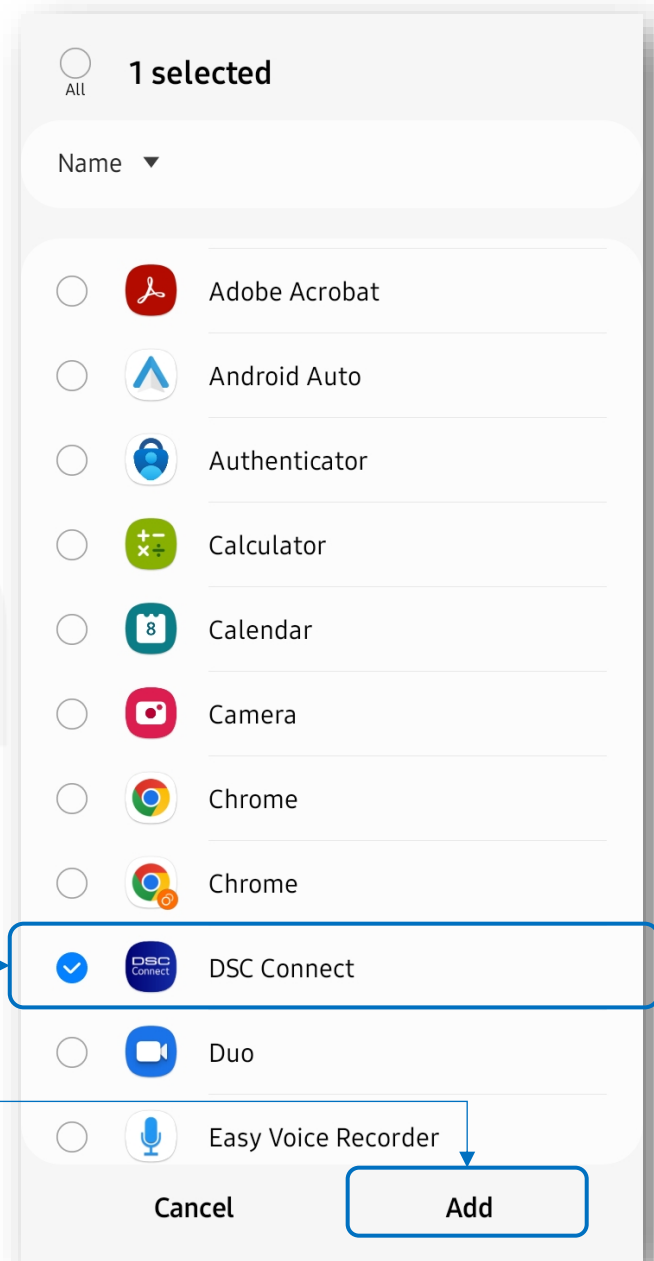 All
1 selected
Name
Adobe Acrobat
Android Auto
Authenticator
+−
×÷
Calculator
8
Calendar
Camera
Chrome
Chrome
DSC
Connect
DSC Connect
Duo
Easy Voice Recorder
Cancel
Add